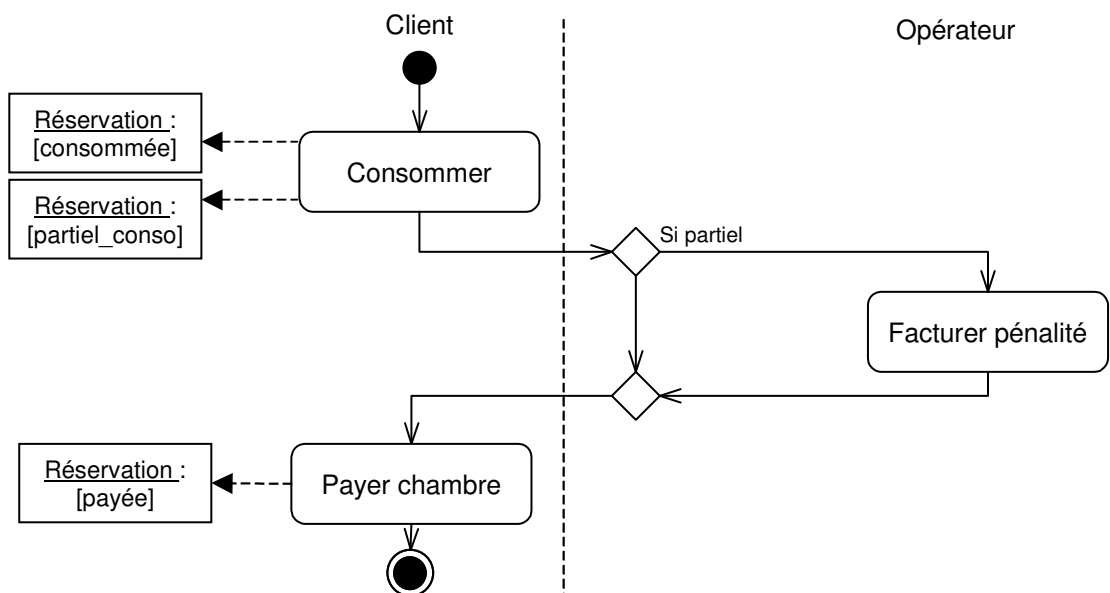 Client
Opérateur
Réservation :
[consommée]
Consommer
Réservation :
[partiel_conso]
Si partiel
Facturer pénalité
Réservation :
[payée]
Payer chambre